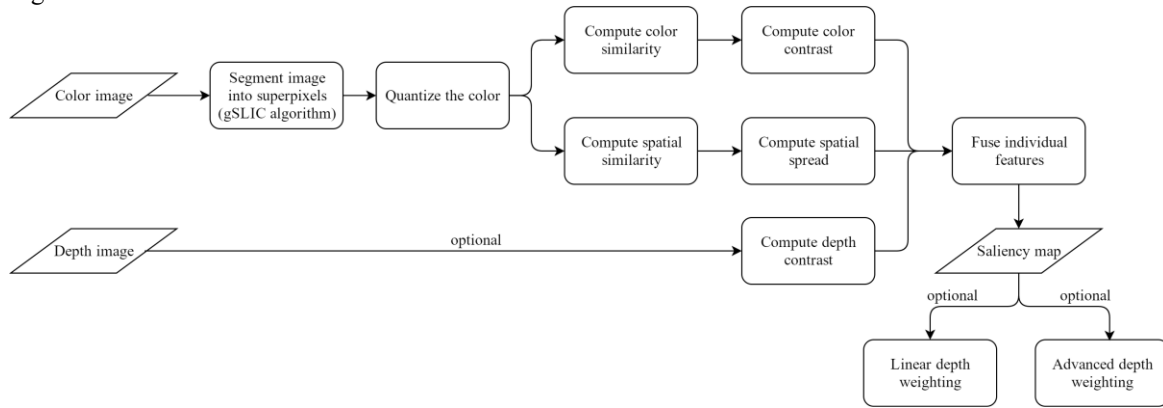 Compute color
similarity
Compute color
contrast
Color image
Segment image
into superpixels
(gSLIC algorithm)
Quantize the color
Compute spatial
similarity
Compute spatial
spread
Fuse individual
features
Depth image
optional
Compute depth
contrast
Saliency map
optional
optional
Linear depth
weighting
Advanced depth
weighting